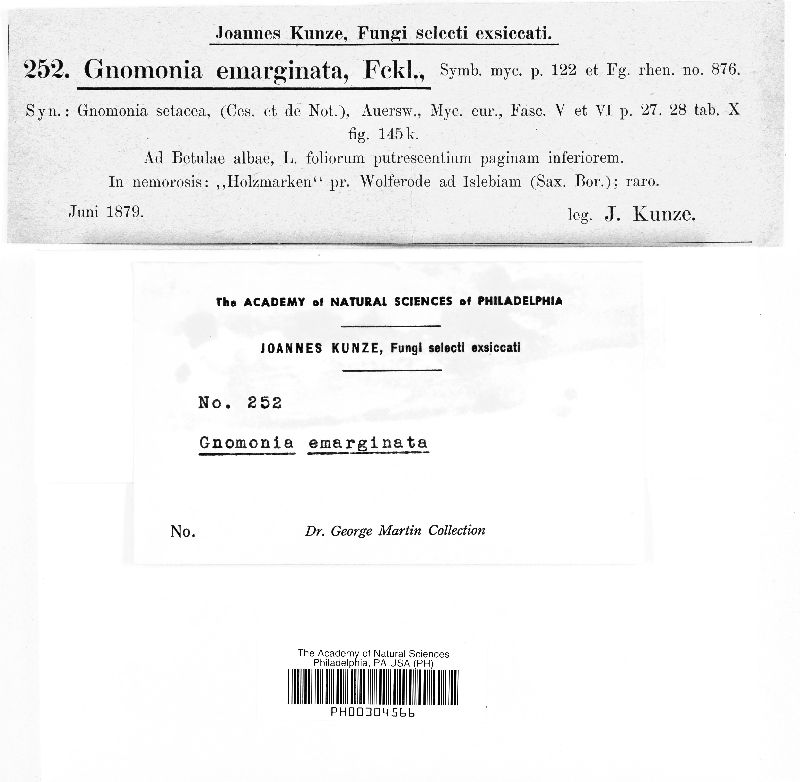 Joannes Kunze, Fungi selecti exsiccati.
252. Gnomonia emarginata, Fckl., Symb. myc. p. 122 et Fg. rhen. no. 876.
Syn.: Gnomonia setacea, (Ces. et de Not.), Auersw., Myc. eur., Fasc. V et VI p. 27. 28 tab. X
fig. 145k.
Ad Betulae albae, L. foliorum putrescentium paginam inferiorem.
In nemorosis: „Holzmarken“ pr. Wolferode ad Islebiam (Sax. Bor.); raro.
Juni 1879. leg. J. Kunze.
The ACADEMY of NATURAL SCIENCES of PHILADELPHIA
JOANNES KUNZE, Fungi selecti exsiccati
No. 252
Gnomonia emarginata
No. Dr. George Martin Collection
The Academy of Natural Sciences
Philadelphia, PA USA (PH)
PH00304566